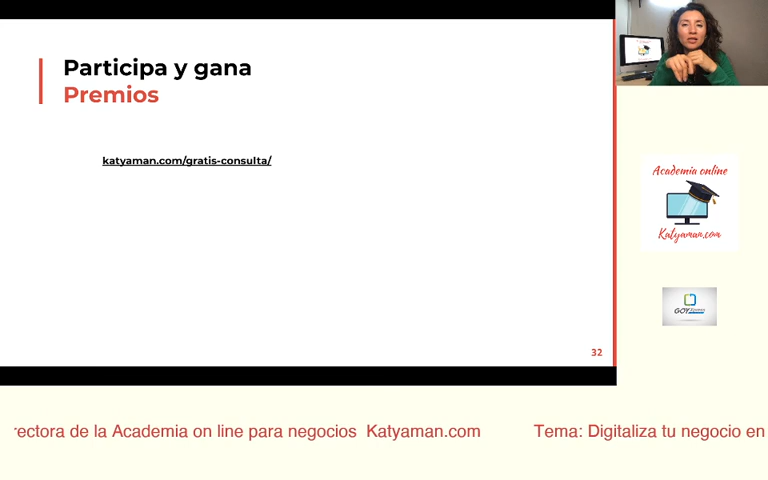 Participa y gana
Premios
katyaman.com/gratis-consulta/
32
Academia online
Katyaman.com
rectora de la Academia on line para negocios Katyaman.com Tema: Digitaliza tu negocio en